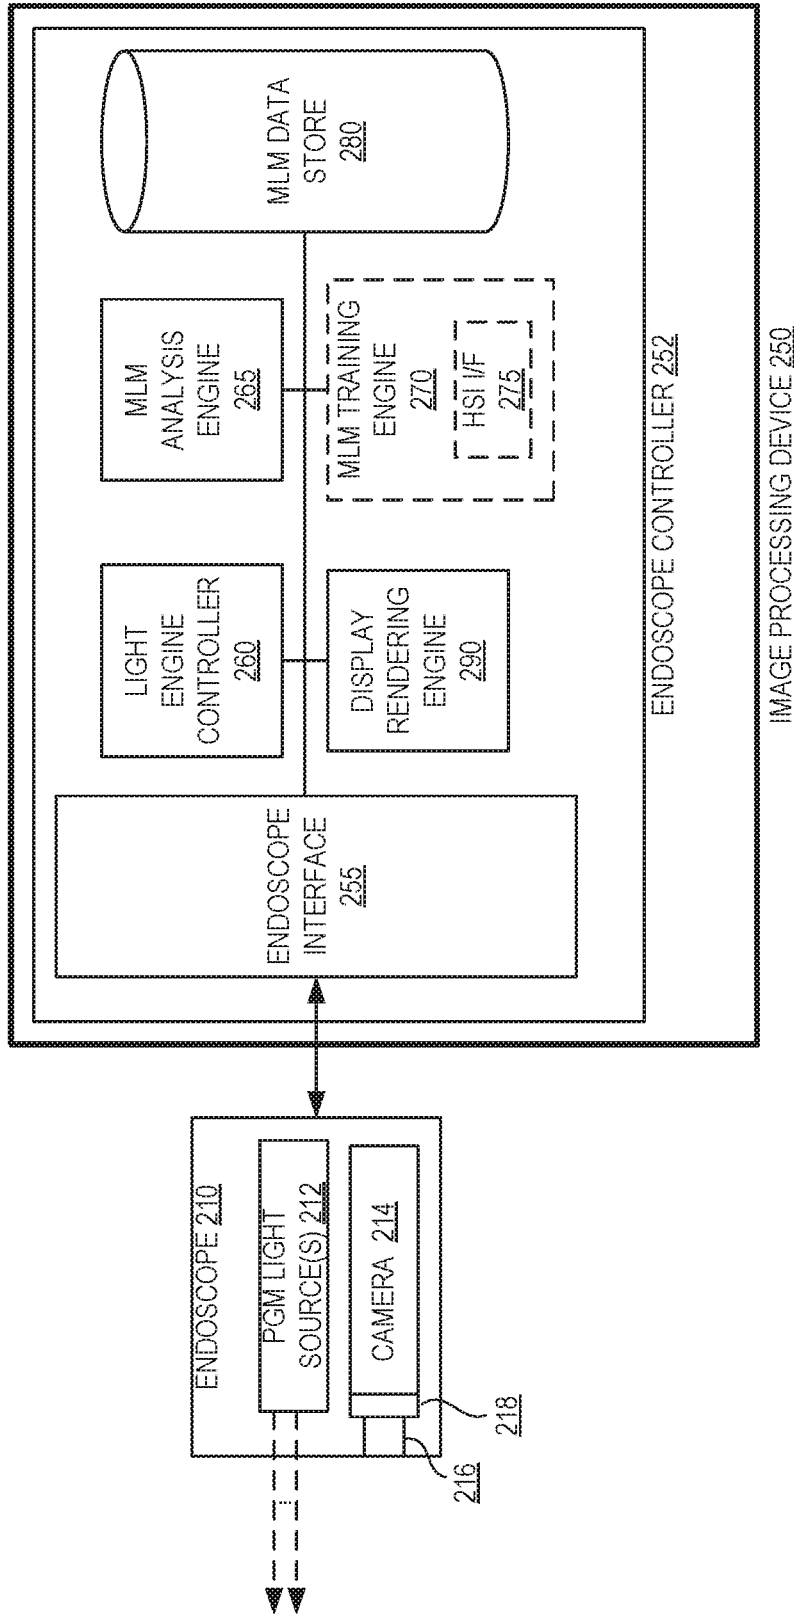 ENDOSCOPE 210
PGM LIGHT
SOURCE(S) 212
CAMERA 214
216
218
ENDOSCOPE
INTERFACE
255
LIGHT
ENGINE
CONTROLLER
260
DISPLAY
RENDERING
ENGINE
290
MLM
ANALYSIS
ENGINE
265
MLM TRAINING
ENGINE
270
HSI I/F
275
MLM DATA
STORE
280
ENDOSCOPE CONTROLLER 252
IMAGE PROCESSING DEVICE 250